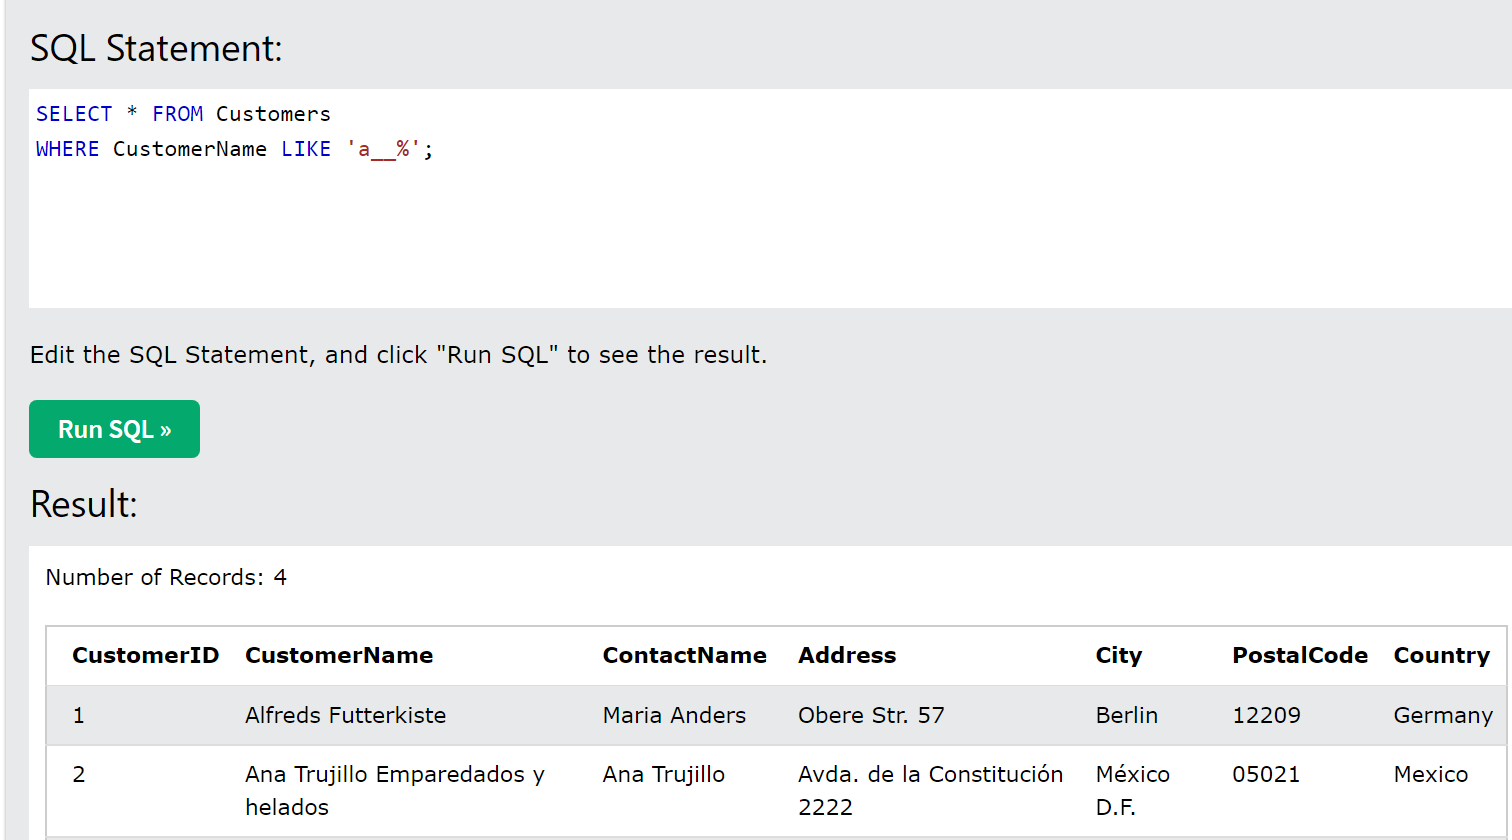 SQL Statement:
SELECT * FROM Customers
WHERE CustomerName LIKE 'a__%';
Edit the SQL Statement, and click "Run SQL" to see the result.
Run SQL »
Result:
Number of Records: 4
CustomerID CustomerName ContactName Address City PostalCode Country
1 Alfreds Futterkiste Maria Anders Obere Str. 57 Berlin 12209 Germany
2 Ana Trujillo Emparedados y Ana Trujillo Avda. de la Constitución México 05021 Mexico
helados 2222 D.F.